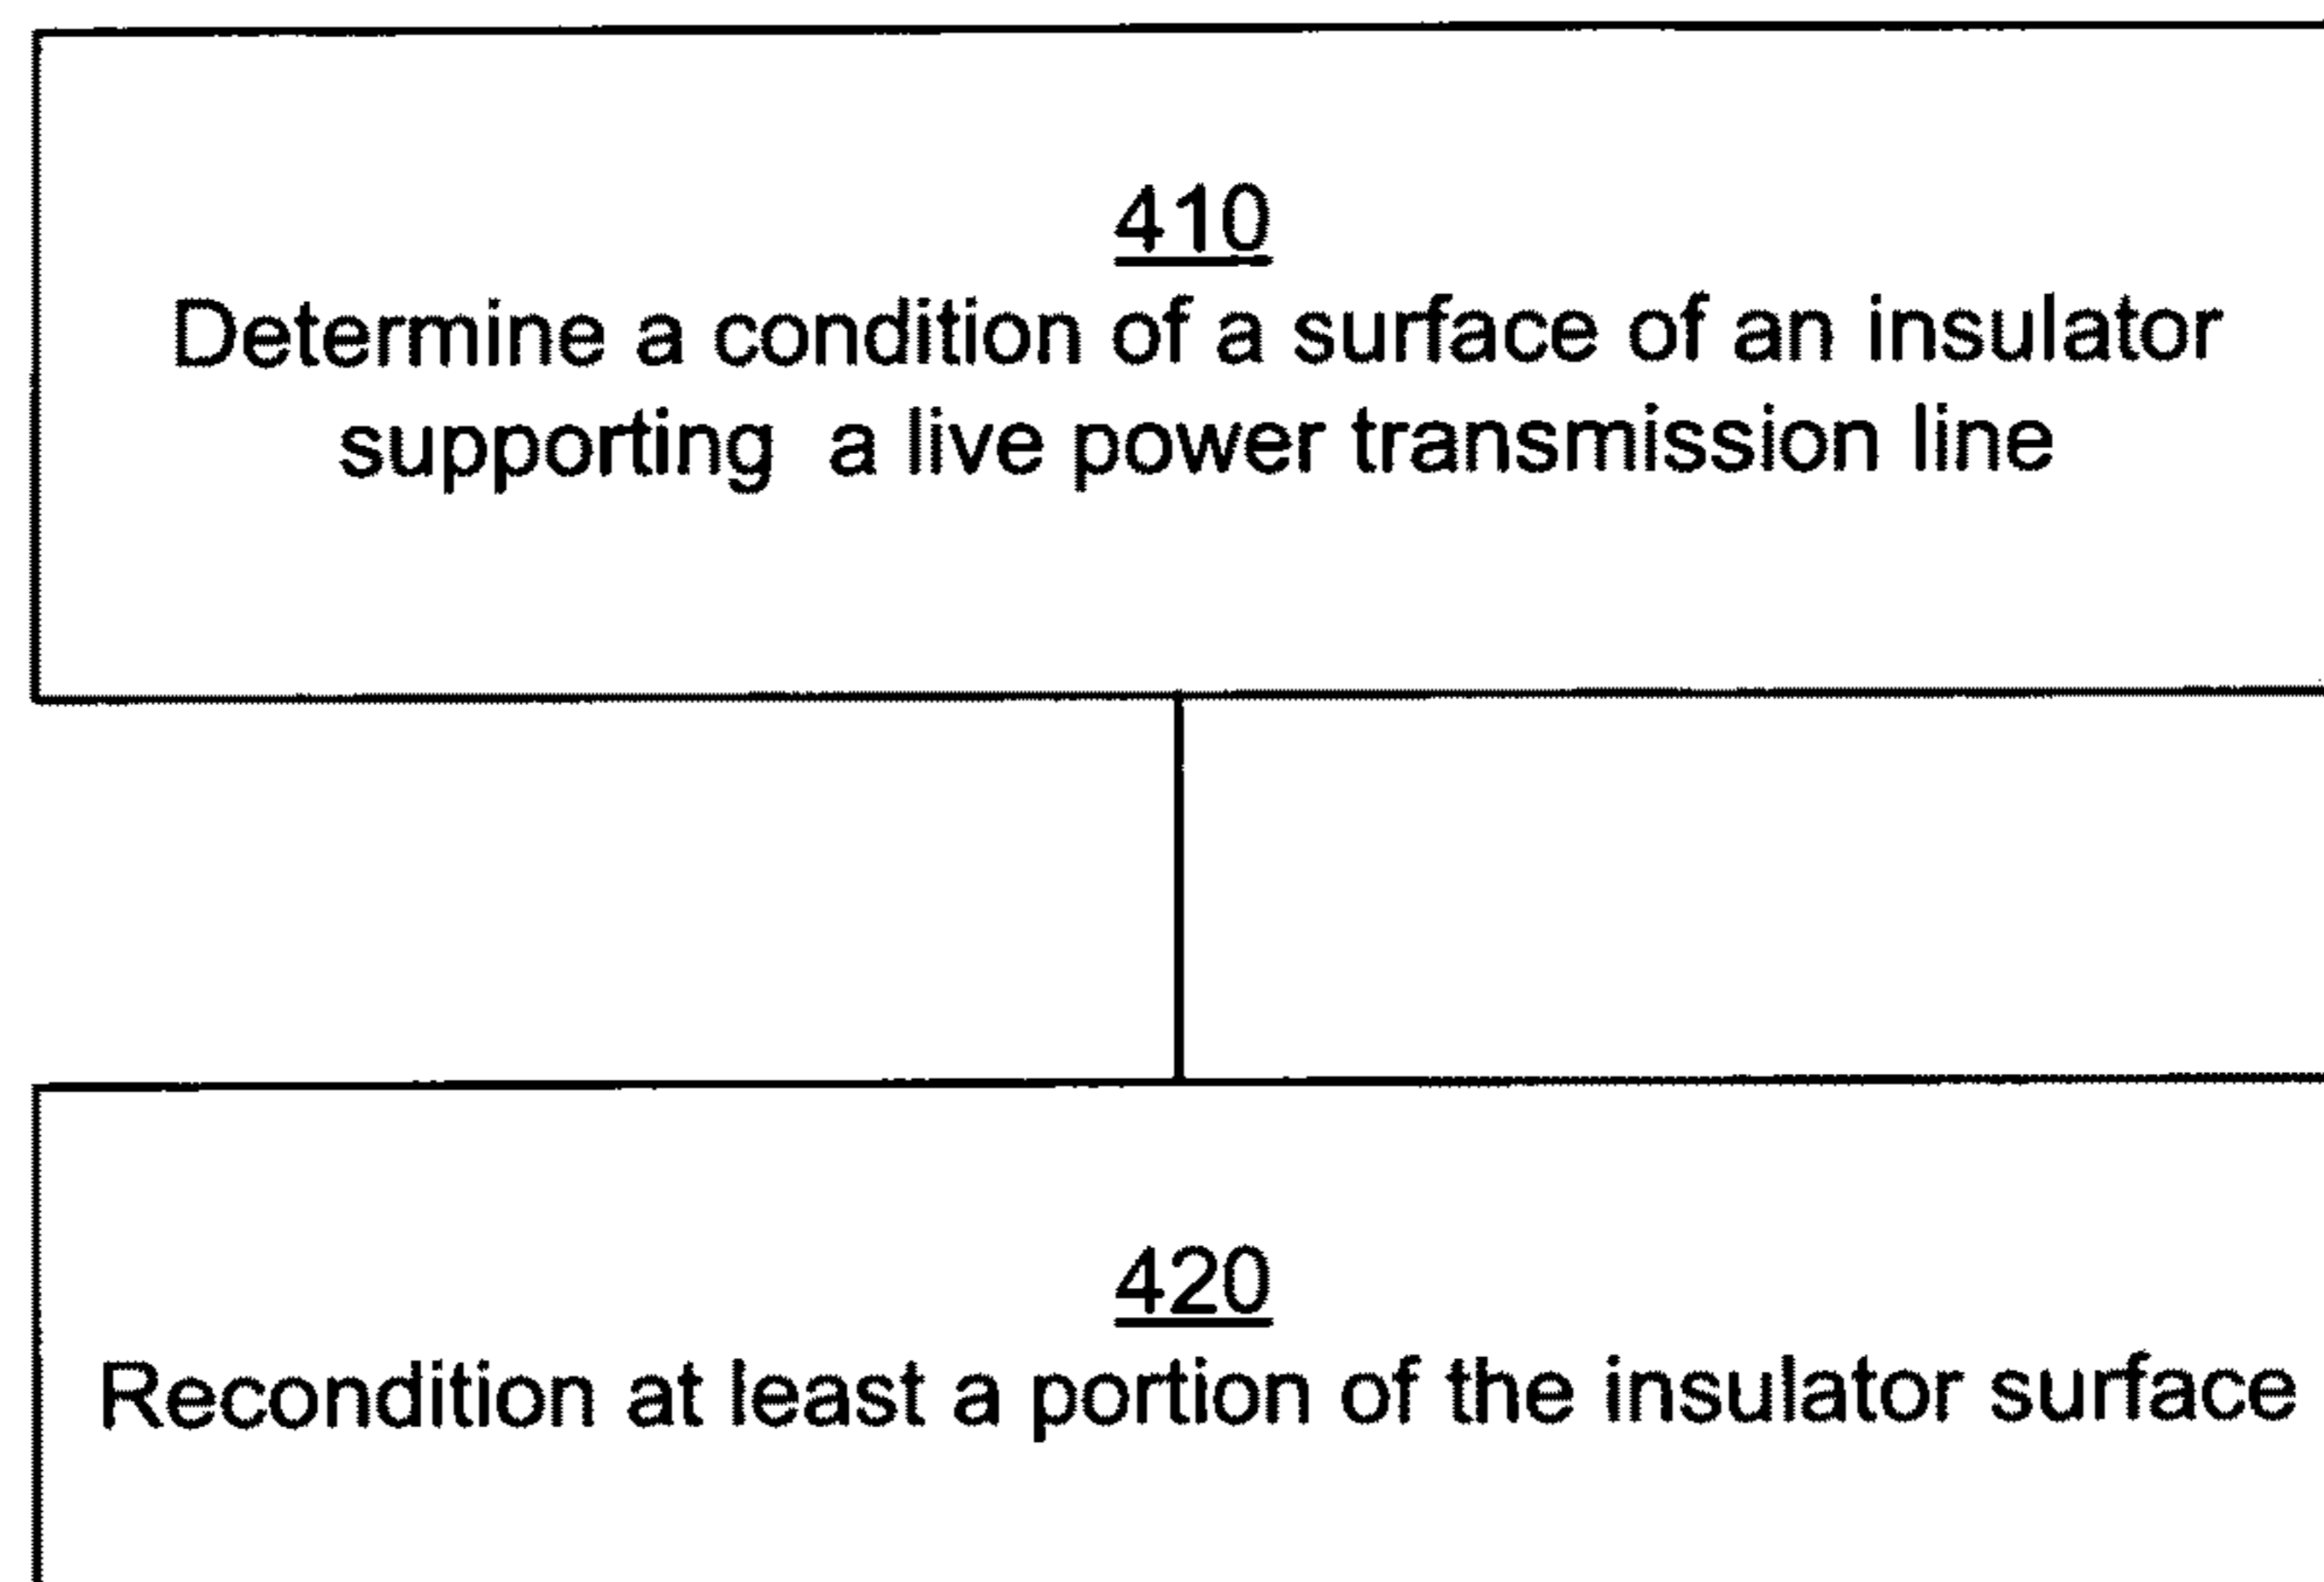 410
Determine a condition of a surface of an insulator
supporting a live power transmission line
420
Recondition at least a portion of the insulator surface